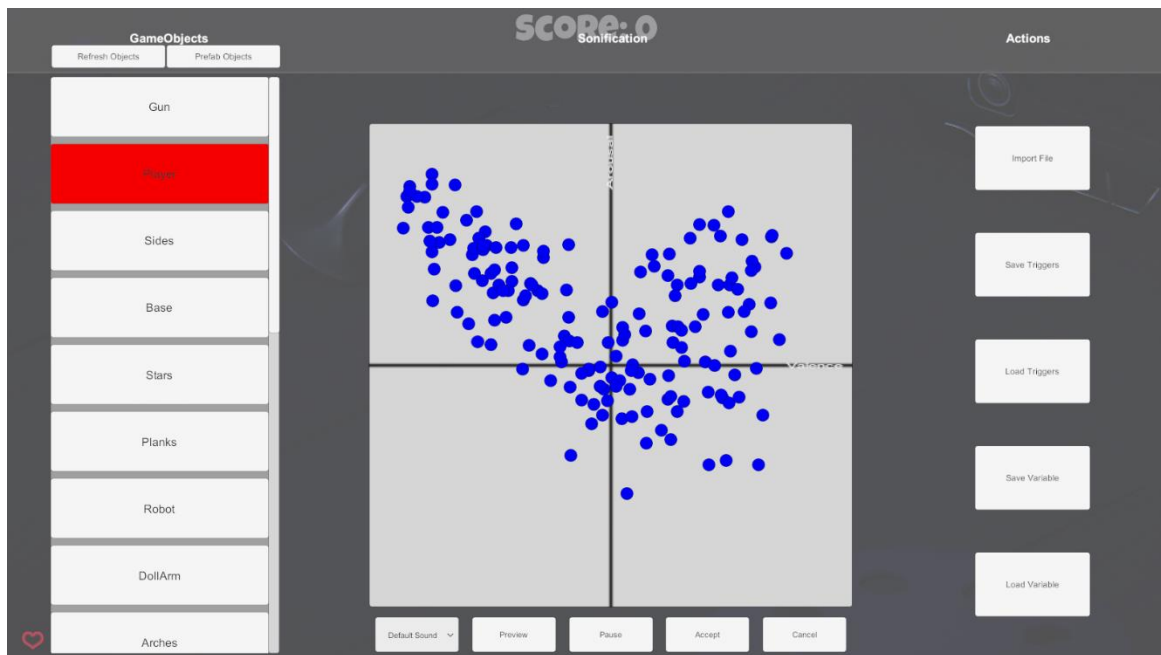 SCORE: 0
GameObjects
Sonification
Actions
Refresh Objects
Prefab Objects
Gun
Player
Sides
Base
Stars
Planks
Robot
DollArm
Arches
Arousal
Valence
Default Sound
Preview
Pause
Accept
Cancel
Import File
Save Triggers
Load Triggers
Save Variable
Load Variable